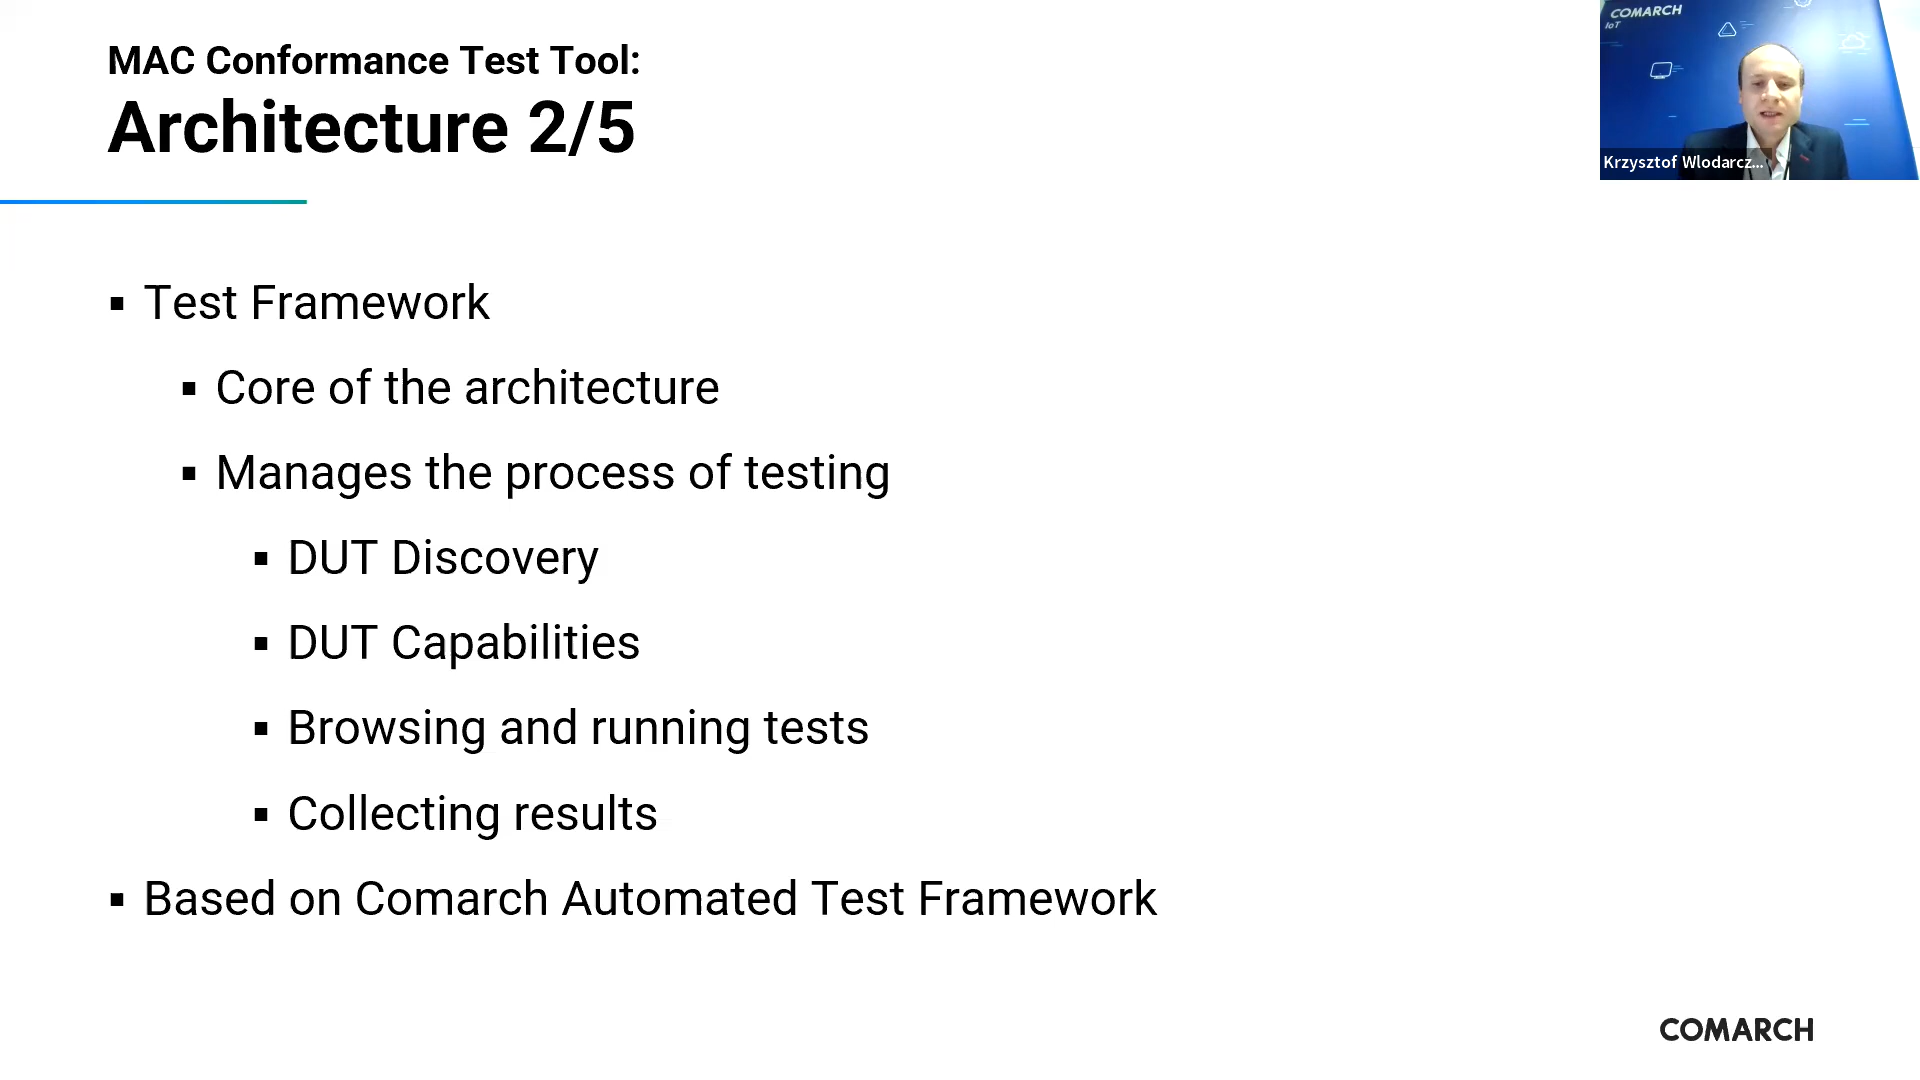 MAC Conformance Test Tool:
Architecture 2/5
COMARCH
IoT
Krzysztof Wlodarcz...
▪ Test Framework
▪ Core of the architecture
▪ Manages the process of testing
▪ DUT Discovery
▪ DUT Capabilities
▪ Browsing and running tests
▪ Collecting results
▪ Based on Comarch Automated Test Framework
COMARCH